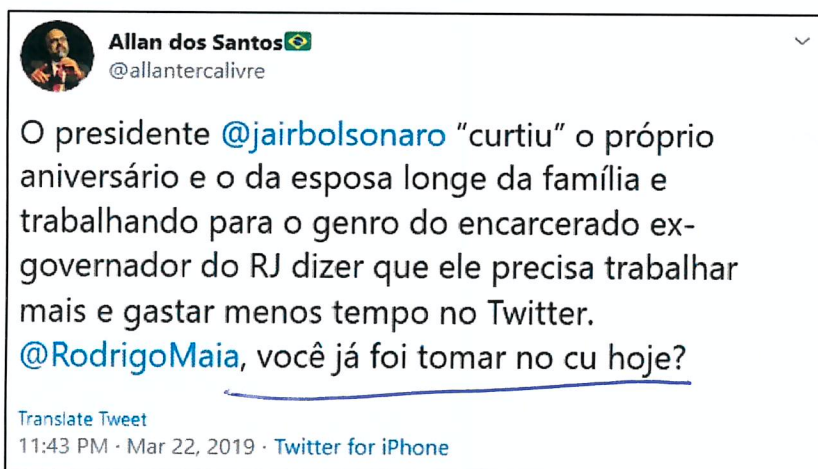 Allan dos Santos🇧🇷
@allantercalivre
O presidente @jairbolsonaro “curtiu” o próprio
aniversário e o da esposa longe da família e
trabalhando para o genro do encarcerado ex-
governador do RJ dizer que ele precisa trabalhar
mais e gastar menos tempo no Twitter.
@RodrigoMaia, você já foi tomar no cu hoje?
Translate Tweet
11:43 PM · Mar 22, 2019 · Twitter for iPhone